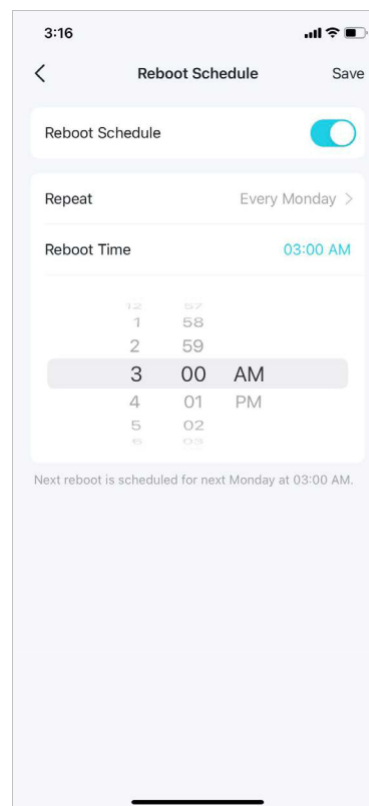 3:16
Reboot Schedule Save
Reboot Schedule
Repeat Every Monday >
Reboot Time 03:00 AM
12 57
1 58
2 59
3 00 AM
4 01 PM
5 02
6 03
Next reboot is scheduled for next Monday at 03:00 AM.